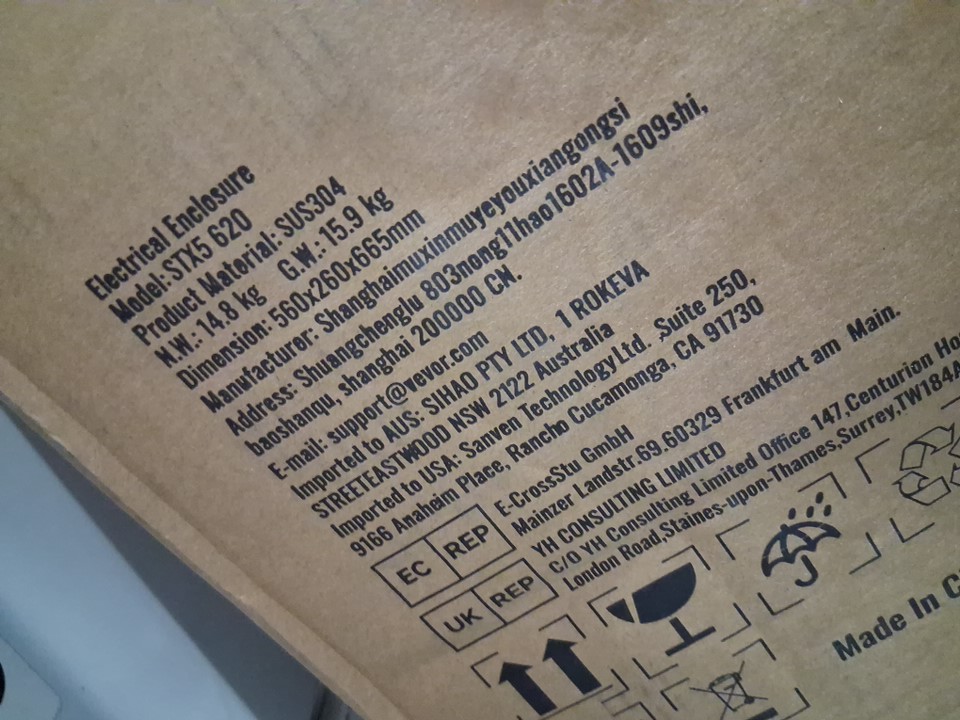 Electrical Enclosure
Model: STX5 620
Product Material: SUS304
N.W.: 14.8 kg G.W.: 15.9 kg
Dimension: 560x260x665mm
Manufacturer: Shanghaimuxinmuyeyouxiangongsi
Address: Shuangchenglu 803nong11hao1602A-1609shi,
baoshanqu, shanghai 200000 CN.
E-mail: support@vevor.com
Imported to AUS: SIHAO PTY LTD, 1 ROKEVA
STREETEASTWOOD NSW 2122 Australia
Imported to USA: Sanven Technology Ltd. ,Suite 250,
9166 Anaheim Place, Rancho Cucamonga, CA 91730
EC REP
E-CrossStu GmbH
Mainzer Landstr.69.60329 Frankfurt am Main.
UK REP
YH CONSULTING LIMITED
C/O YH Consulting Limited Office 147,Centurion
London Road,Staines-upon-Thames,Surrey,TW184A
Made In